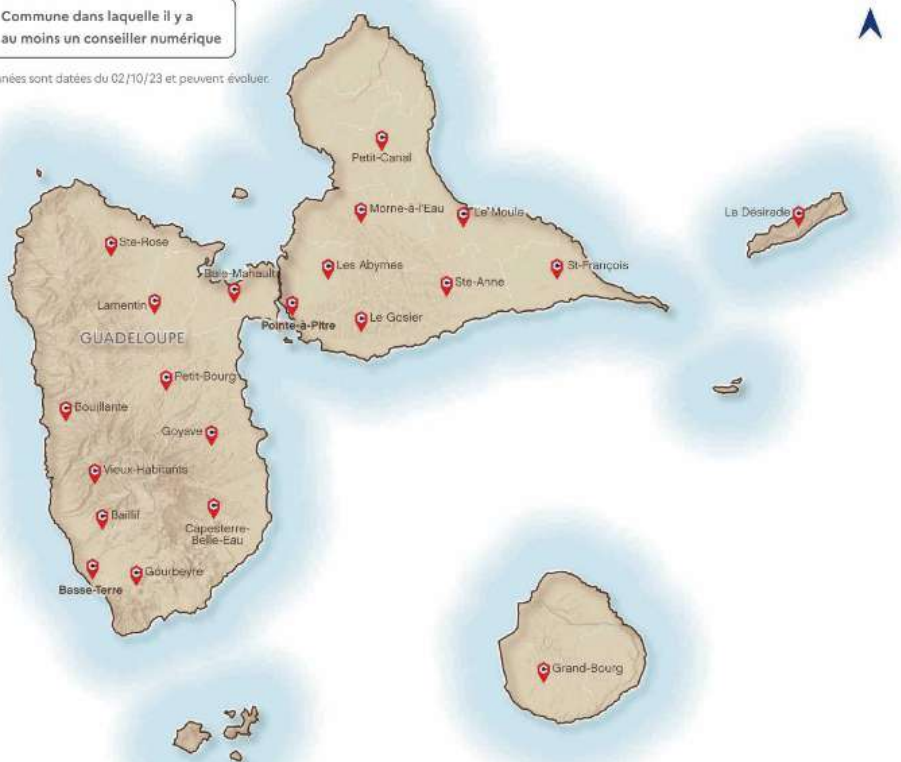 Commune dans laquelle il y a
au moins un conseiller numérique
nées sont datées du 02/10/23 et peuvent évoluer.
Petit-Canal
Morne-à-l'Eau
Le Moule
La Désirade
Ste-Rose
Les Abymes
St-François
Baie-Mahault
Ste-Anne
Lamentin
Pointe-à-Pitre
Le Gosier
GUADELOUPE
Petit-Bourg
Bouillante
Goyave
Vieux-Habitants
Baillif
Capesterre-
Belle-Eau
Gourbeyre
Basse-Terre
Grand-Bourg